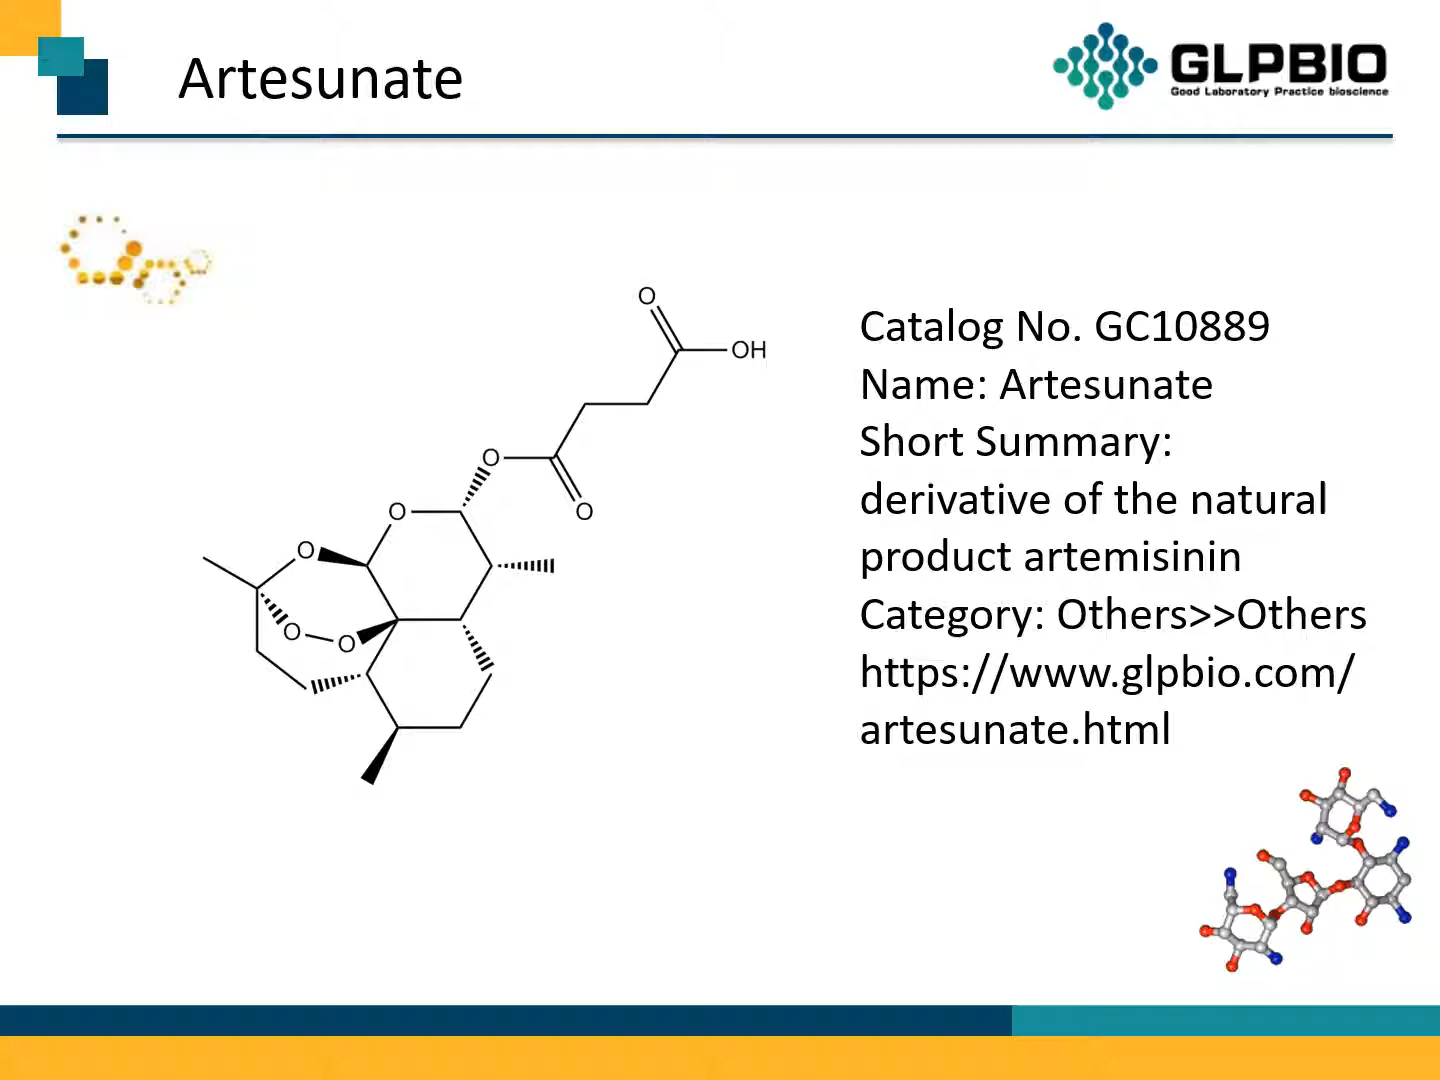 Artesunate
GLPBIO
Good Laboratory Practice bioscience
O
OH
O
O
O
O
O
O
Catalog No. GC10889
Name: Artesunate
Short Summary:
derivative of the natural
product artemisinin
Category: Others>>Others
https://www.glpbio.com/
artesunate.html